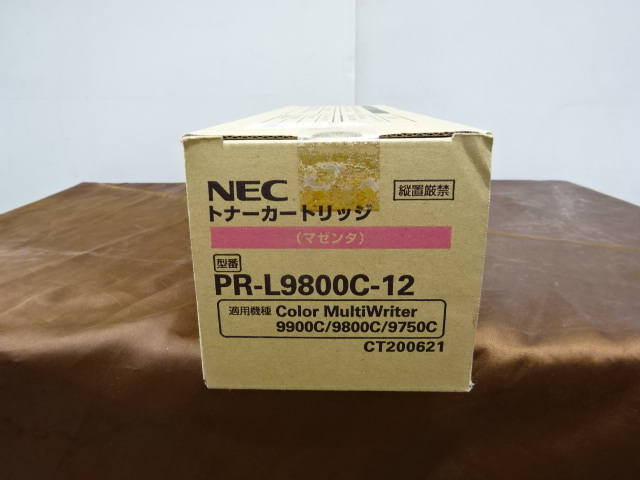 NEC
縦置厳禁
トナーカートリッジ
(マゼンタ)
型番
PR-L9800C-12
適用機種 Color MultiWriter
9900C/9800C/9750C
CT200621